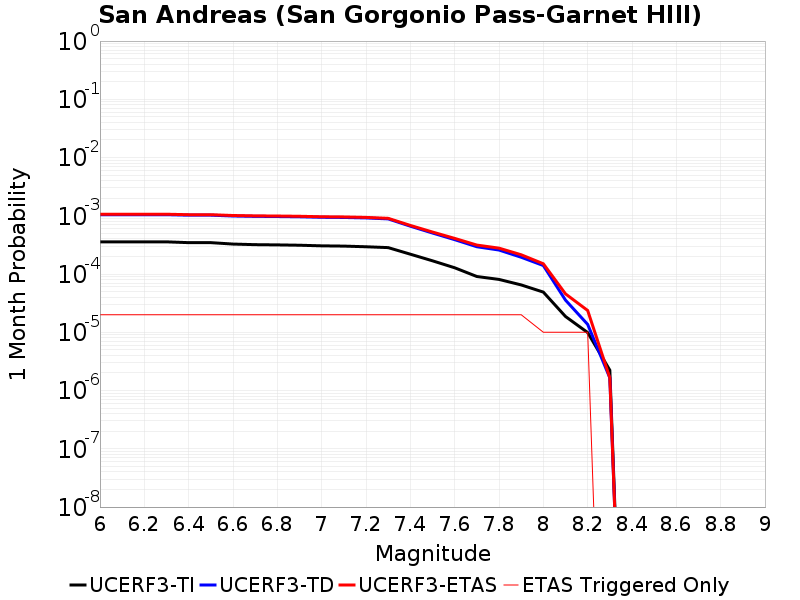 San Andreas (San Gorgonio Pass-Garnet HIll)
10^0
10^-1
10^-2
10^-3
10^-4
10^-5
10^-6
10^-7
10^-8
1 Month Probability
6 6.2 6.4 6.6 6.8 7 7.2 7.4 7.6 7.8 8 8.2 8.4 8.6 8.8 9
Magnitude
UCERF3-TI UCERF3-TD UCERF3-ETAS ETAS Triggered Only